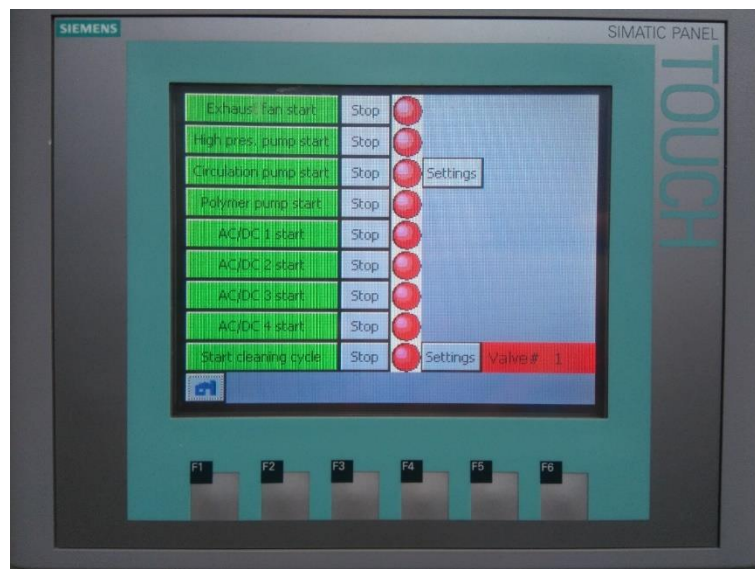 SIEMENS
SIMATIC PANEL
TOUCH
Exhaust fan start Stop
High pres. pump start Stop
Circulation pump start Stop Settings
Polymer pump start Stop
AC/DC 1 start Stop
AC/DC 2 start Stop
AC/DC 3 start Stop
AC/DC 4 start Stop
Start cleaning cycle Stop Settings Valve# 1
F1 F2 F3 F4 F5 F6